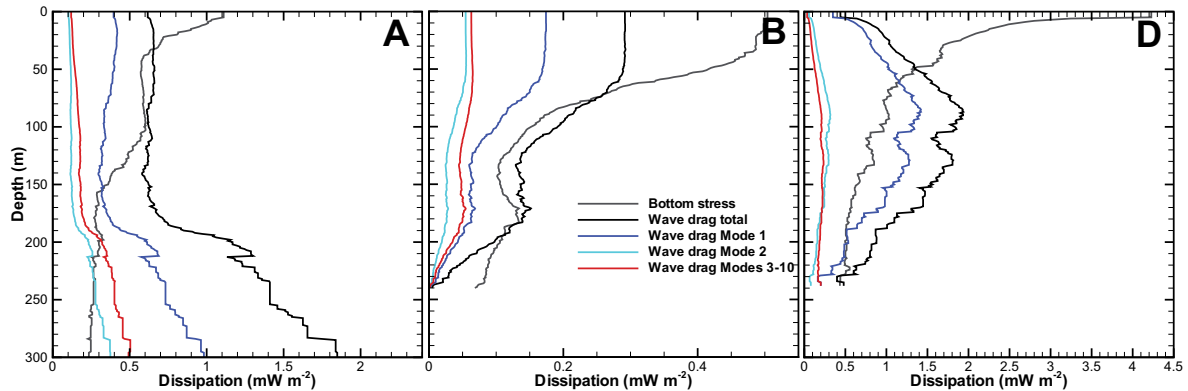 A
B
D
0
50
100
150
200
250
300
Depth (m)
Bottom stress
Wave drag total
Wave drag Mode 1
Wave drag Mode 2
Wave drag Modes 3-10
0 0.5 1 1.5 2
0 0.2 0.4
0 0.5 1 1.5 2 2.5 3 3.5 4 4.5
Dissipation (mW m-2)
Dissipation (mW m-2)
Dissipation (mW m-2)